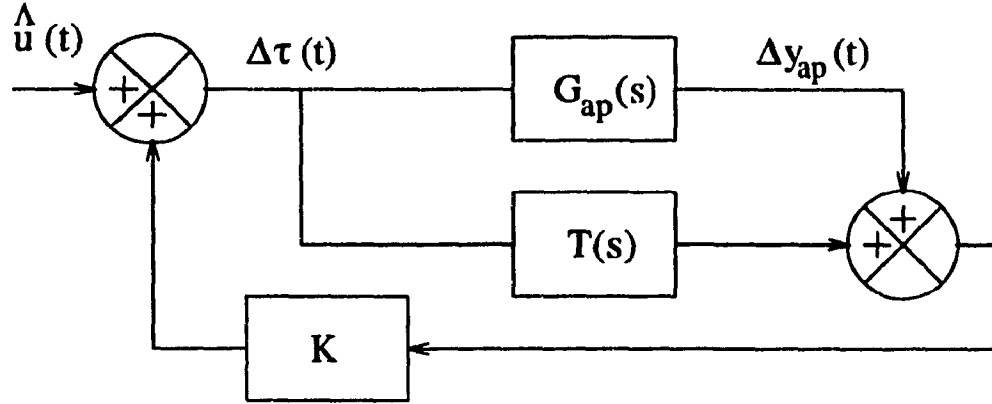 û (t)
Δτ (t)
G_ap(s)
Δy_ap(t)
+
+
+
+
T(s)
K